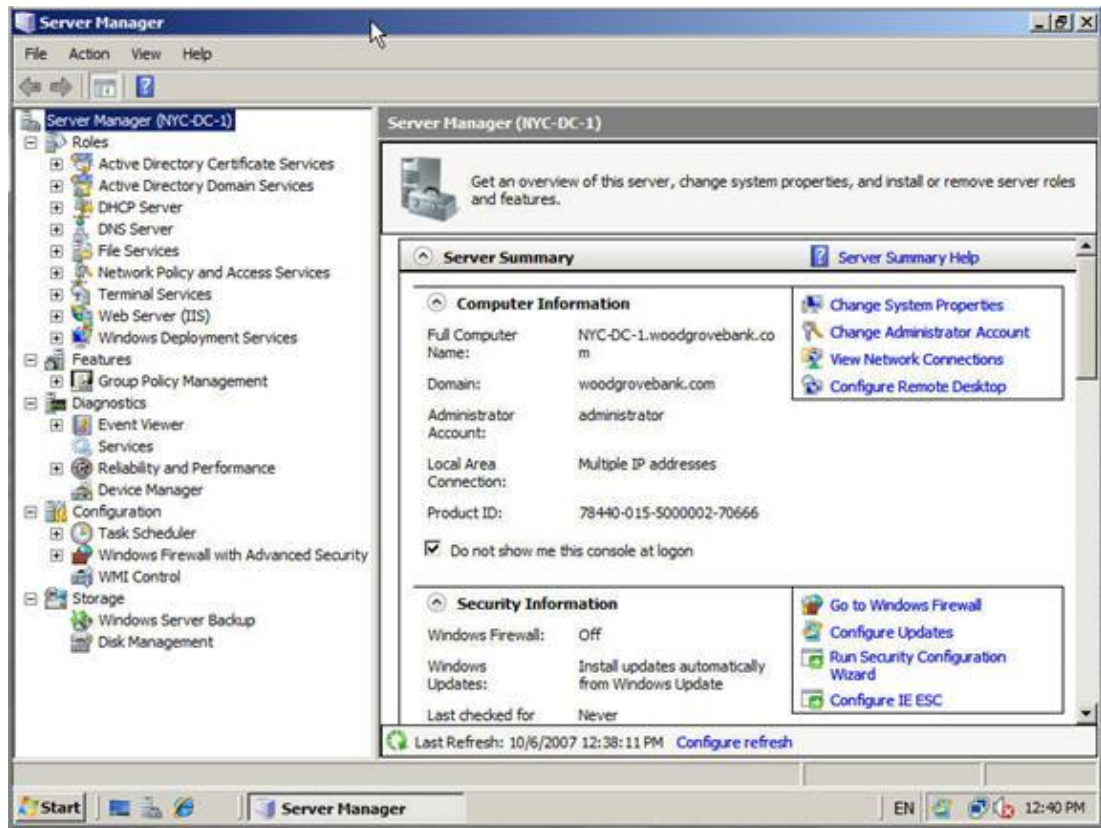 Server Manager
File Action View Help
Server Manager (NYC-DC-1)
Roles
Active Directory Certificate Services
Active Directory Domain Services
DHCP Server
DNS Server
File Services
Network Policy and Access Services
Terminal Services
Web Server (IIS)
Windows Deployment Services
Features
Group Policy Management
Diagnostics
Event Viewer
Services
Reliability and Performance
Device Manager
Configuration
Task Scheduler
Windows Firewall with Advanced Security
WMI Control
Storage
Windows Server Backup
Disk Management
Server Manager (NYC-DC-1)
Get an overview of this server, change system properties, and install or remove server roles
and features.
Server Summary
Server Summary Help
Computer Information
Full Computer
Name:
NYC-DC-1.woodgrovebank.co
m
Domain:
woodgrovebank.com
Administrator
Account:
administrator
Local Area
Connection:
Multiple IP addresses
Product ID:
78440-015-5000002-70666
Do not show me this console at logon
Change System Properties
Change Administrator Account
View Network Connections
Configure Remote Desktop
Security Information
Windows Firewall:
Off
Windows
Updates:
Install updates automatically
from Windows Update
Last checked for
Never
Go to Windows Firewall
Configure Updates
Run Security Configuration
Wizard
Configure IE ESC
Last Refresh: 10/6/2007 12:38:11 PM Configure refresh
Start
Server Manager
EN
12:40 PM